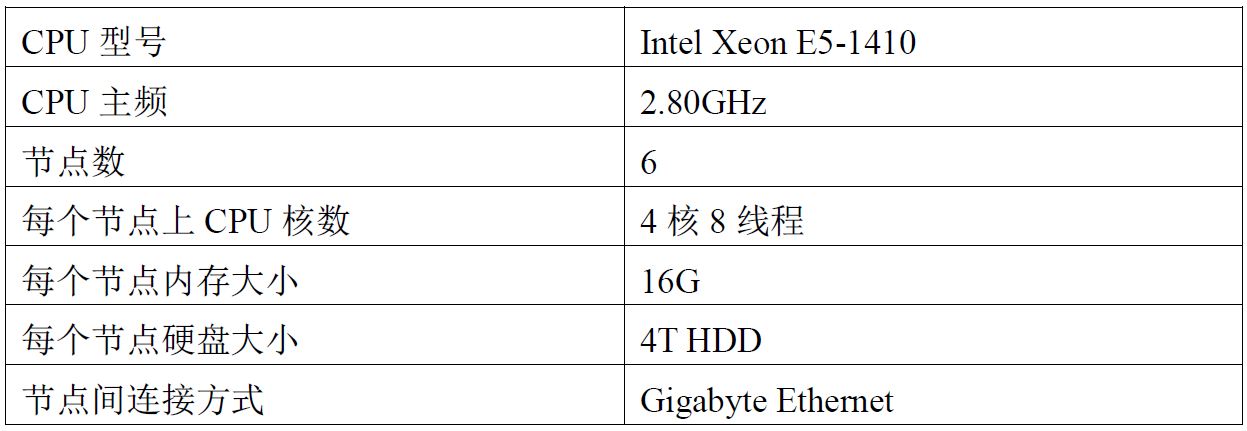 CPU 型号 Intel Xeon E5-1410
CPU 主频 2.80GHz
节点数 6
每个节点上 CPU 核数 4 核 8 线程
每个节点内存大小 16G
每个节点硬盘大小 4T HDD
节点间连接方式 Gigabyte Ethernet